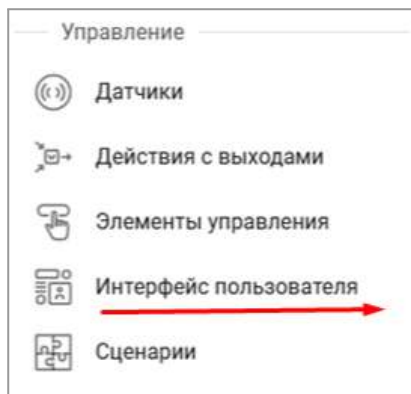 Управление
Датчики
Действия с выходами
Элементы управления
Интерфейс пользователя
Сценарии